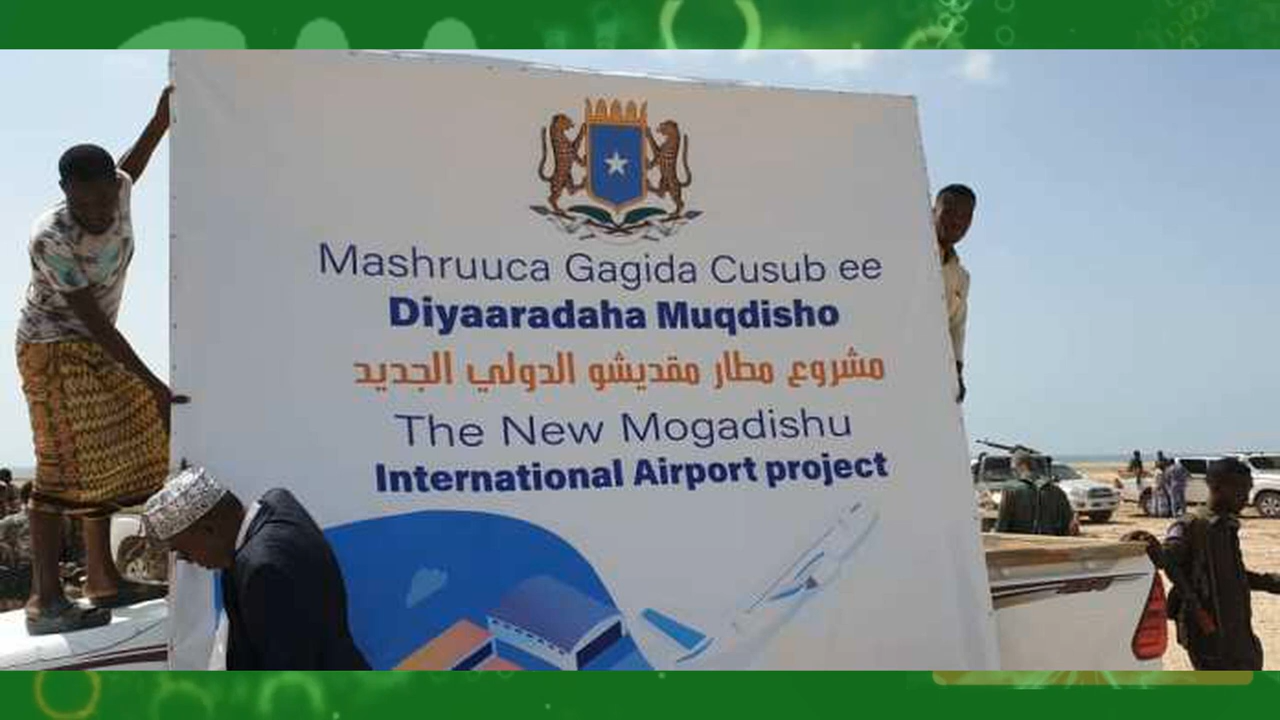 Mashruuca Gagida Cusub ee
Diyaaradaha Muqdisho
مشروع مطار مقديشو الدولي الجديد
The New Mogadishu
International Airport project